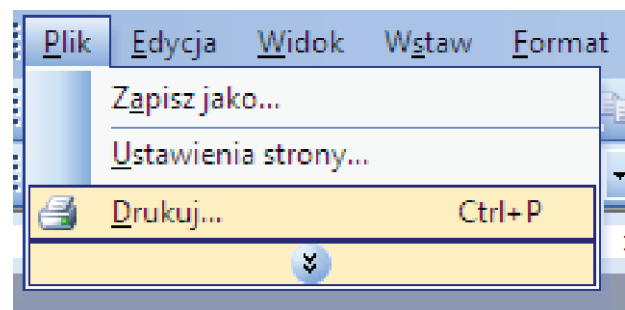 Plik Edycja Widok Wstaw Format
Zapisz jako...
Ustawienia strony...
Drukuj... Ctrl+P